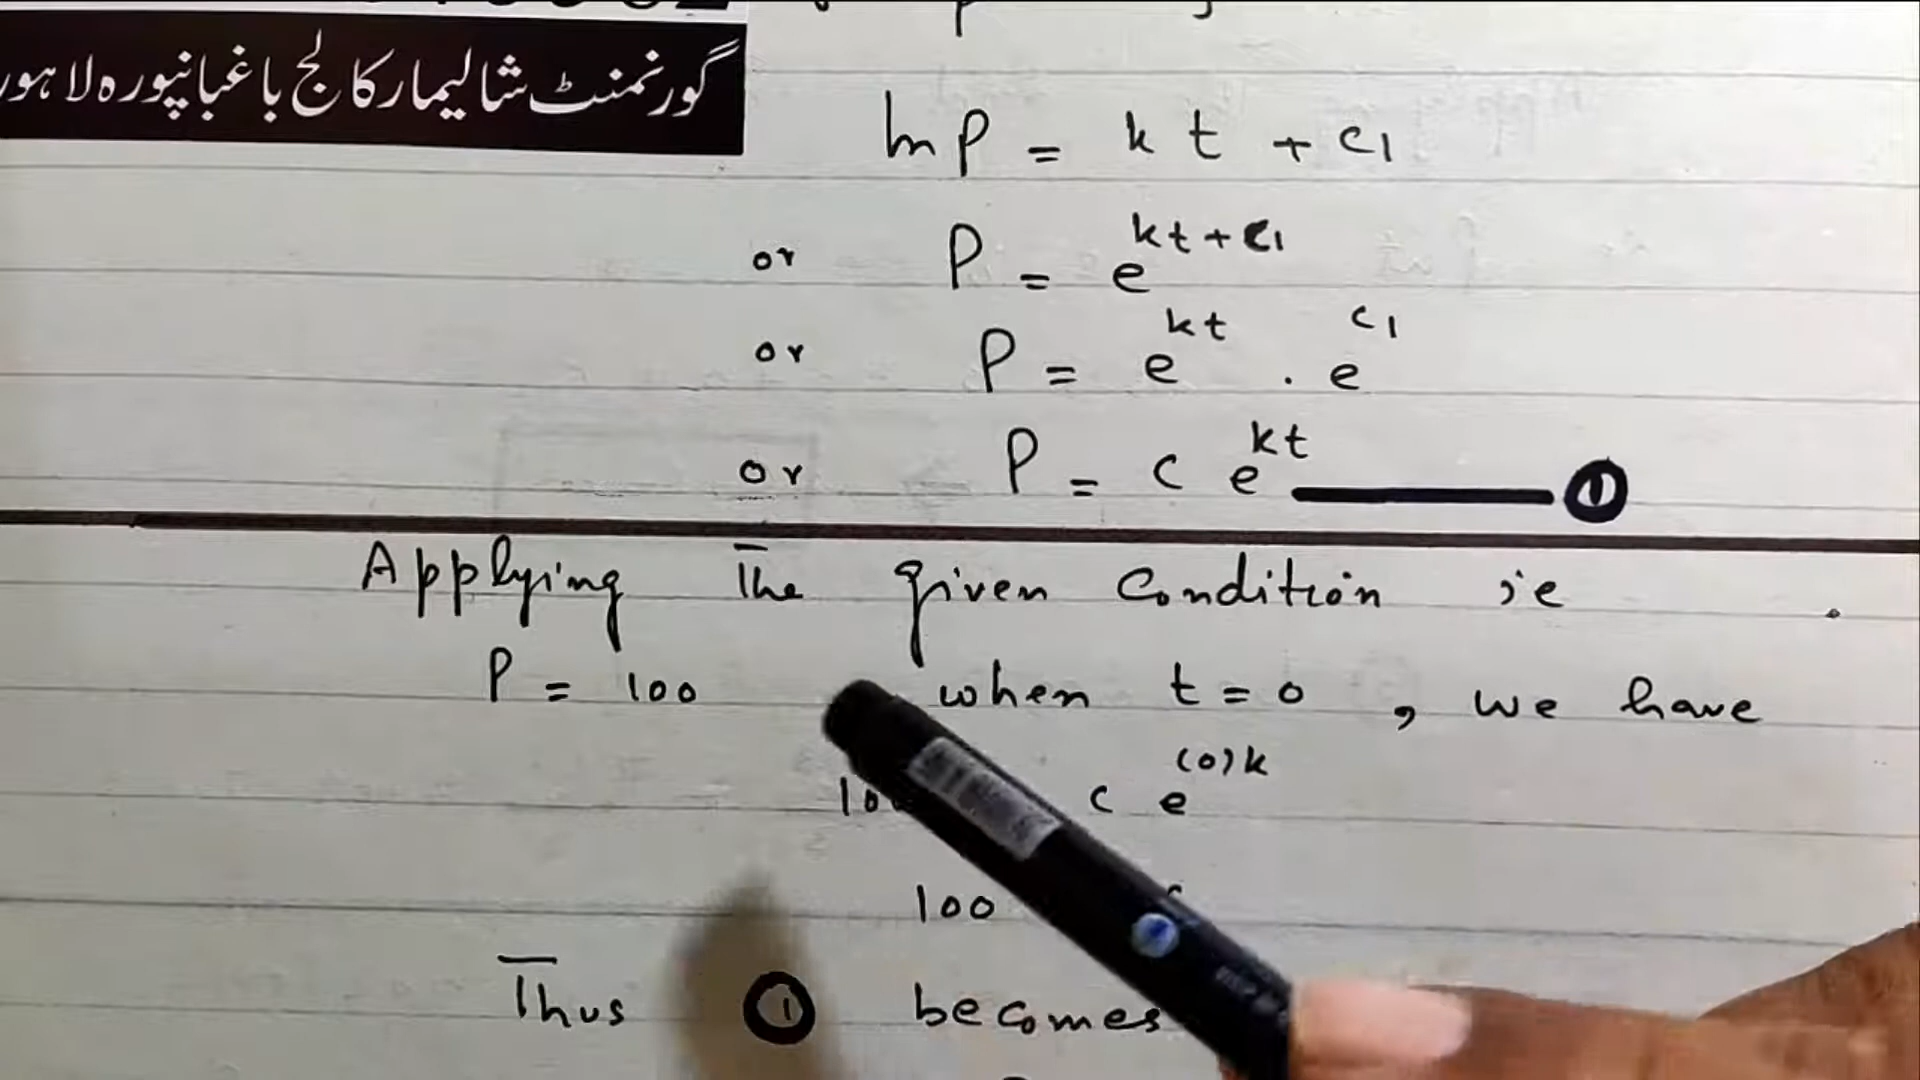 گورنمنٹ شالیمار کالج باغبانپورہ لاہور
ln P = kt + c1
or P = e^{kt + c1}
or P = e^{kt} . e^{c1}
or P = c e^{kt} ——— ①
Applying The given Condition ie
P = 100 when t = 0 , we have
c e^{(0)k}
100
Thus ① becomes